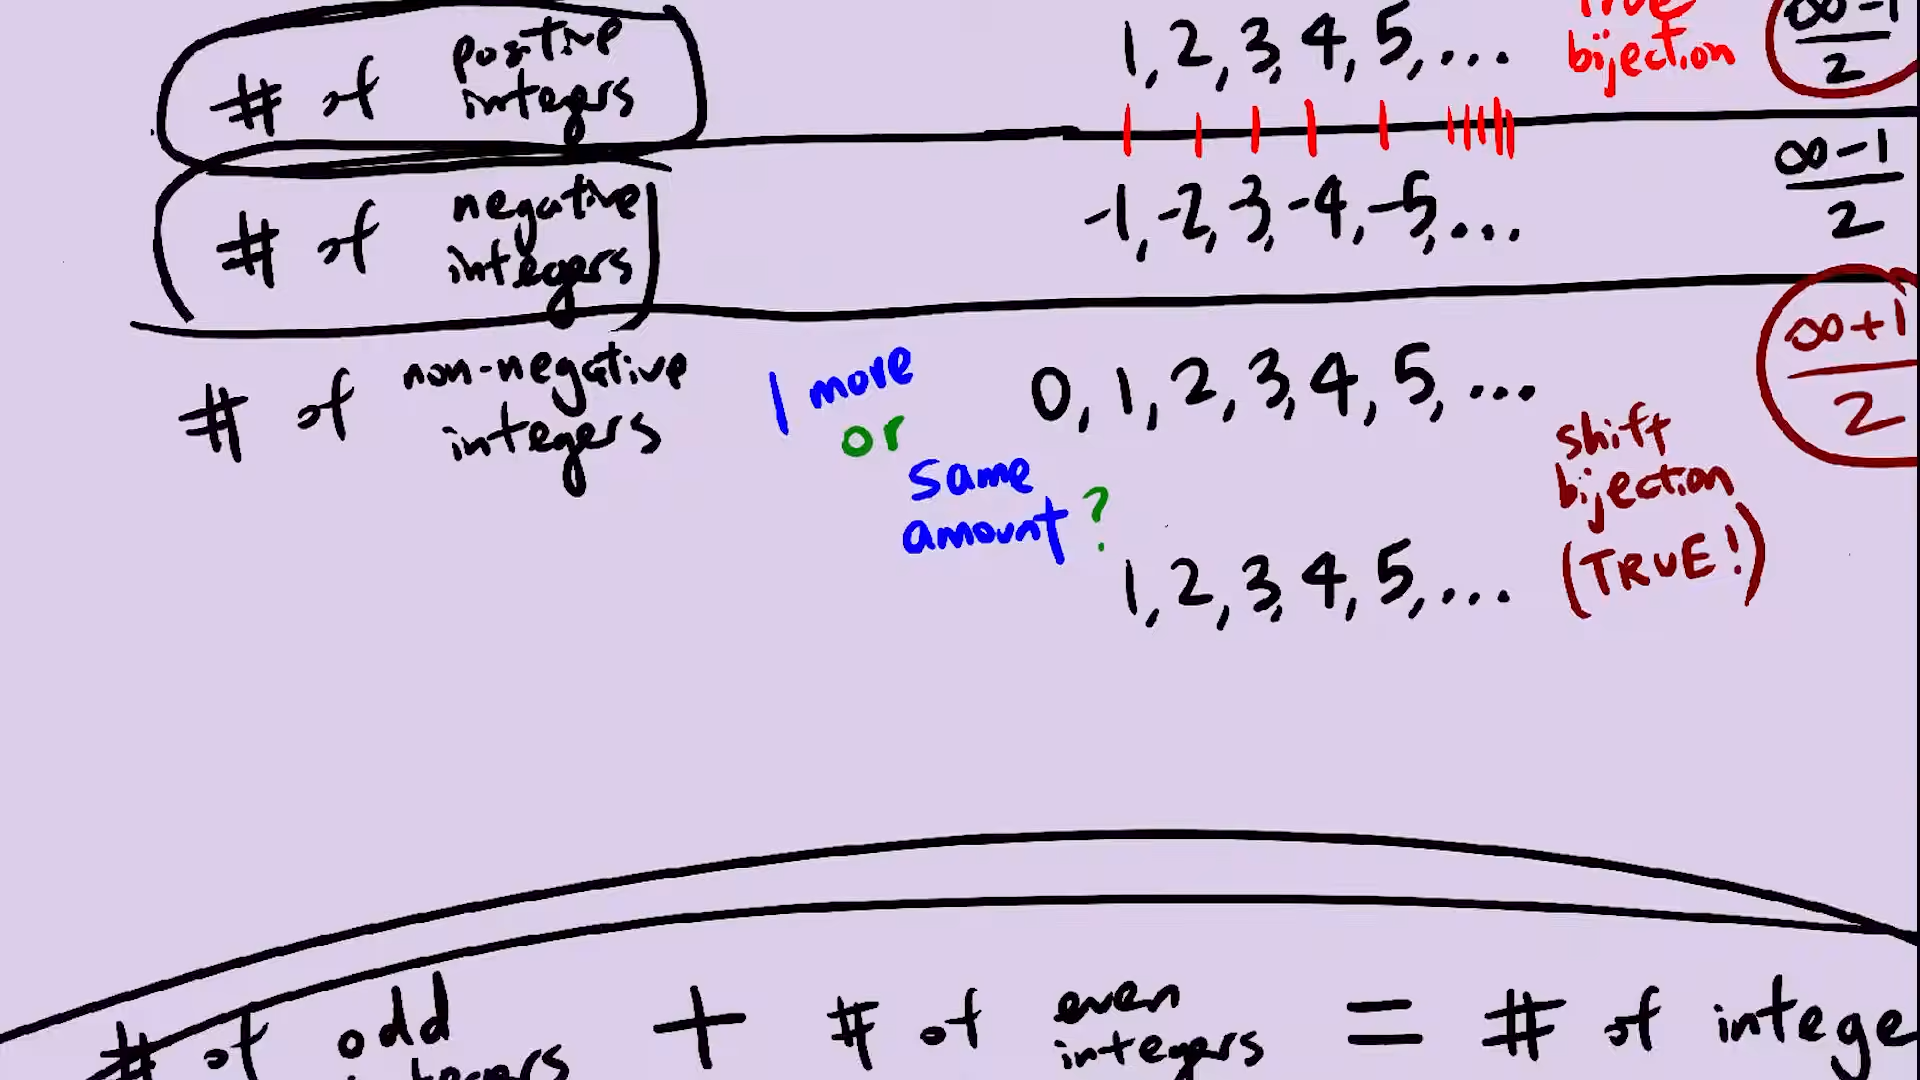 # of positive integers
1, 2, 3, 4, 5, ...
true bijection
∞-1
2
# of negative integers
-1, -2, -3, -4, -5, ...
∞-1
2
# of non-negative integers
1 more
or
same
amount?
0, 1, 2, 3, 4, 5, ...
∞+1
2
shift
bijection
(TRUE!)
1, 2, 3, 4, 5, ...
# of odd + # of even integers = # of intege